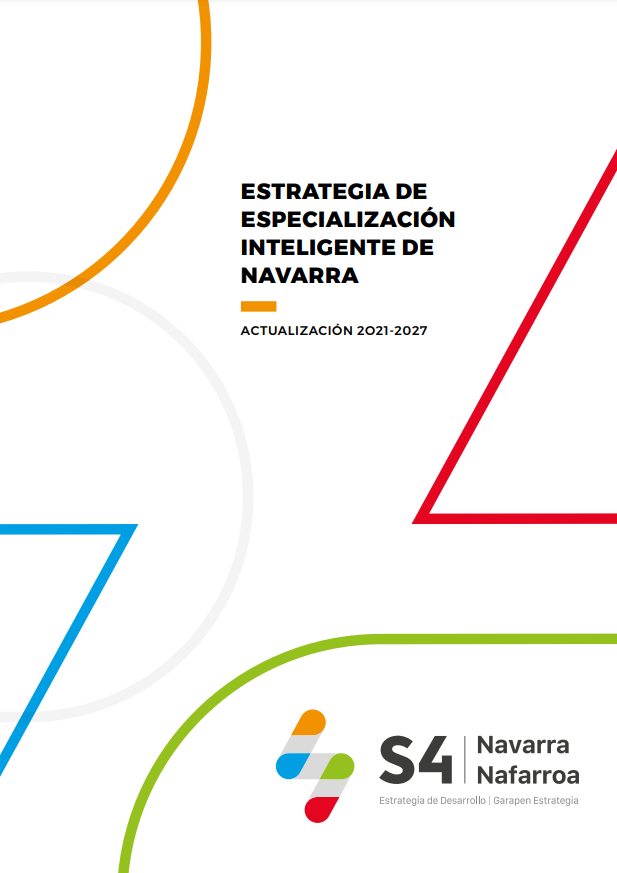 ESTRATEGIA DE
ESPECIALIZACIÓN
INTELIGENTE DE
NAVARRA
ACTUALIZACIÓN 2021-2027
S4
Navarra
Nafarroa
Estrategia de Desarrollo | Garapen Estrategia